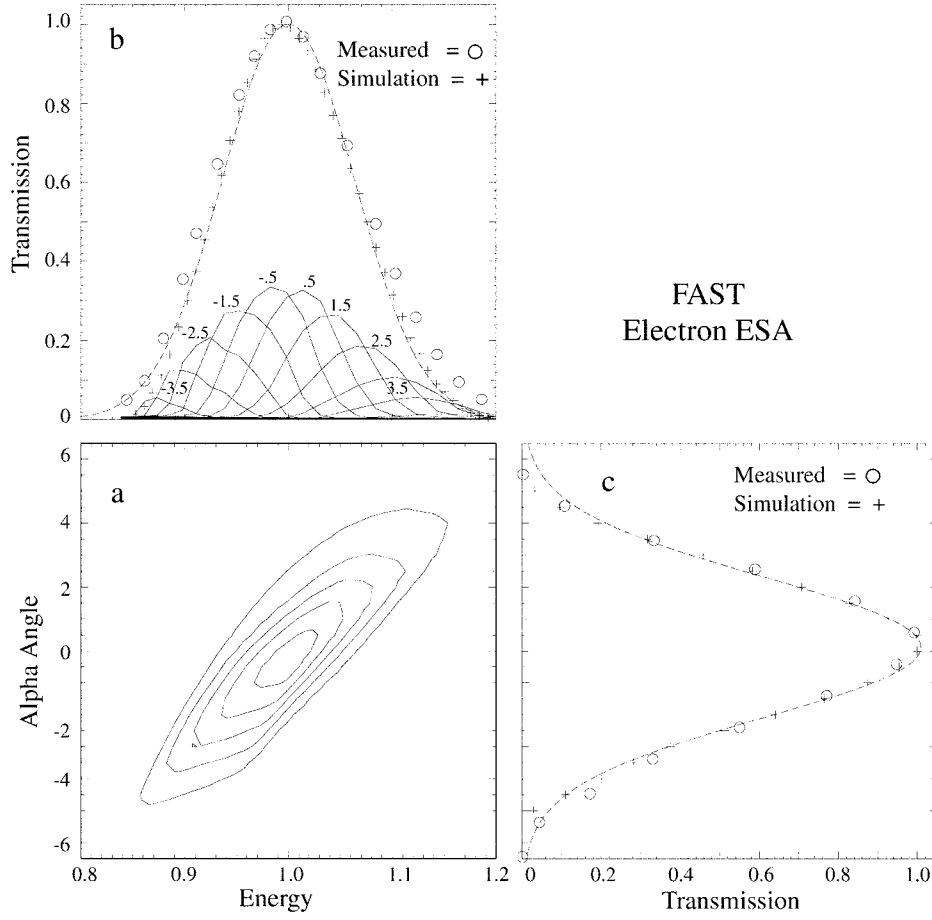 b
1.0
0.8
0.6
0.4
0.2
0
Transmission
Measured = O
Simulation = +
-3.5
-2.5
-1.5
-.5
.5
1.5
2.5
3.5
FAST
Electron ESA
a
6
4
2
0
-2
-4
-6
Alpha Angle
0.8
0.9
1.0
1.1
1.2
Energy
c
Measured = O
Simulation = +
0.2
0.4
0.6
0.8
1.0
Transmission